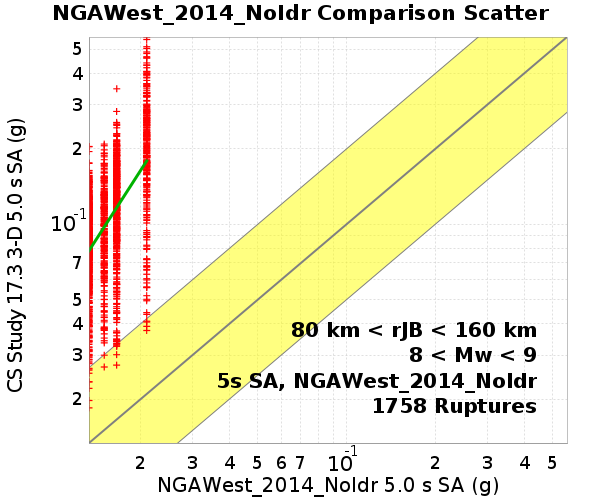 NGAWest_2014_NoIdr Comparison Scatter
CS Study 17.3 3-D 5.0 s SA (g)
5
4
3
2
10^-1
7
5
4
3
2
80 km < rJB < 160 km
8 < Mw < 9
5s SA, NGAWest_2014_NoIdr
1758 Ruptures
2 3 4 5 6 7 10^-1 2 3 4 5
NGAWest_2014_NoIdr 5.0 s SA (g)